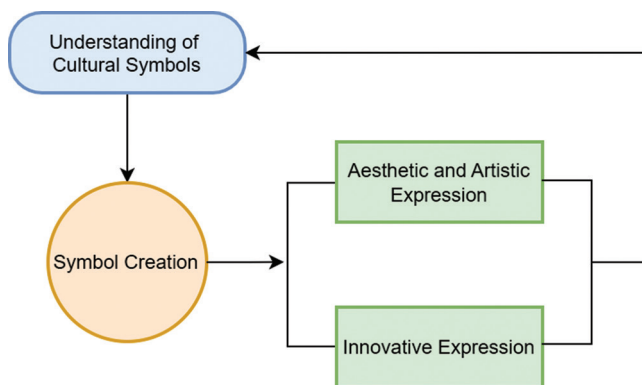 Understanding of
Cultural Symbols
Symbol Creation
Aesthetic and Artistic
Expression
Innovative Expression